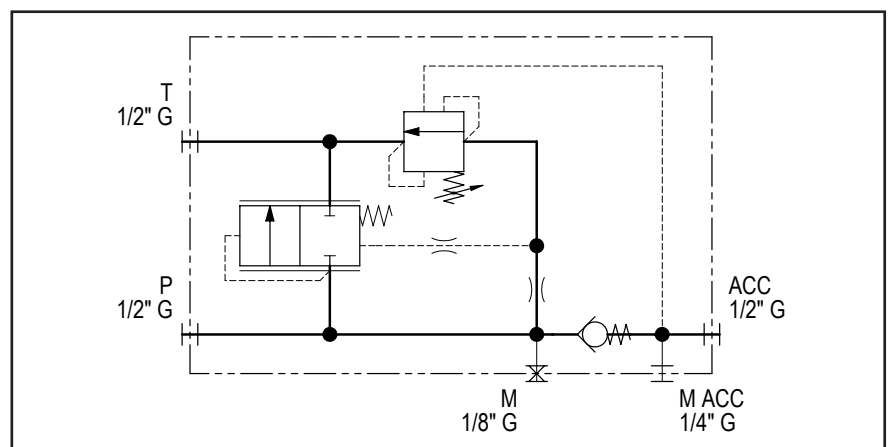 T
1/2" G
P
1/2" G
ACC
1/2" G
M
1/8" G
M ACC
1/4" G